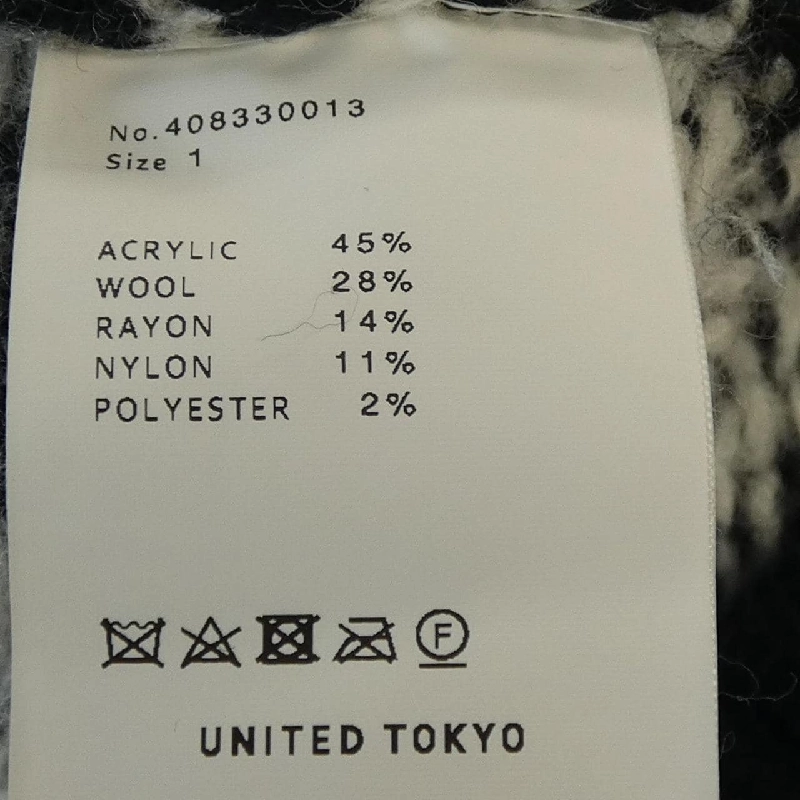 No.408330013
Size 1
ACRYLIC 45%
WOOL 28%
RAYON 14%
NYLON 11%
POLYESTER 2%
F
UNITED TOKYO